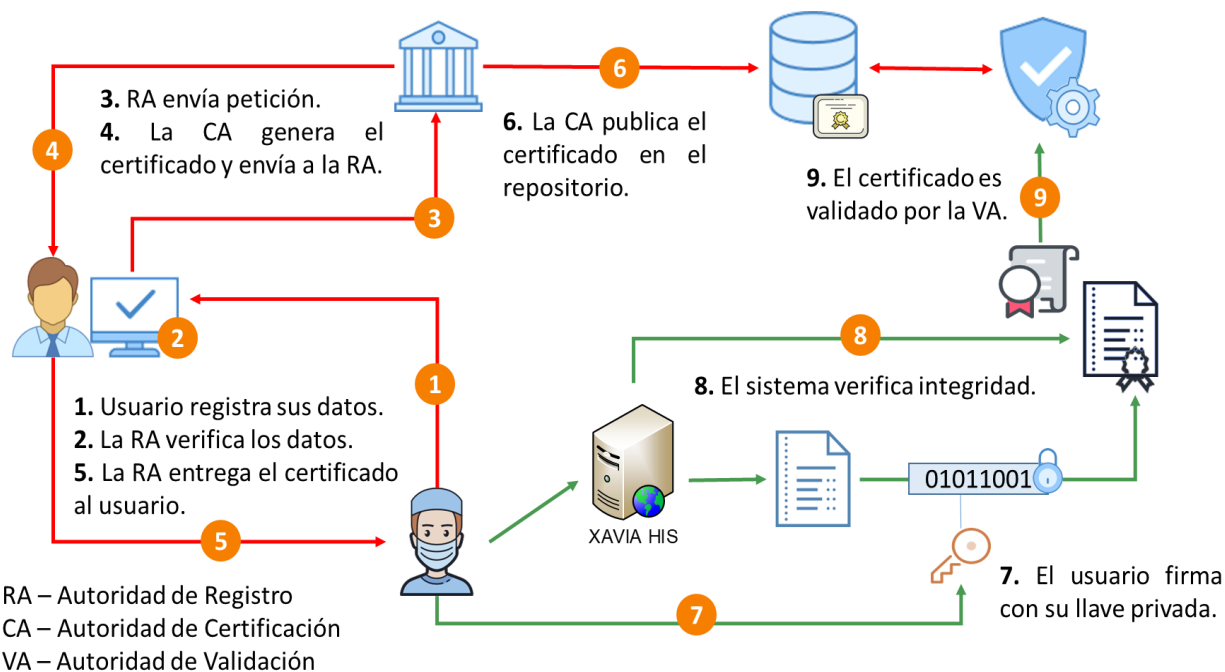 6
3. RA envía petición.
4. La CA genera el
certificado y envía a la RA.
4
3
6. La CA publica el
certificado en el
repositorio.
9. El certificado es
validado por la VA.
9
2
1
8
8. El sistema verifica integridad.
1. Usuario registra sus datos.
2. La RA verifica los datos.
5. La RA entrega el certificado
al usuario.
5
XAVIA HIS
01011001
7. El usuario firma
con su llave privada.
7
RA – Autoridad de Registro
CA – Autoridad de Certificación
VA – Autoridad de Validación